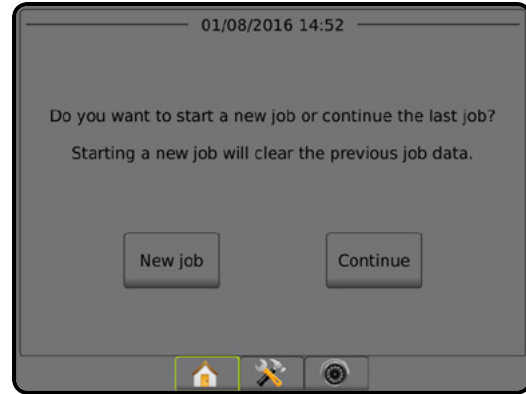 01/08/2016 14:52
Do you want to start a new job or continue the last job?
Starting a new job will clear the previous job data.
New job
Continue